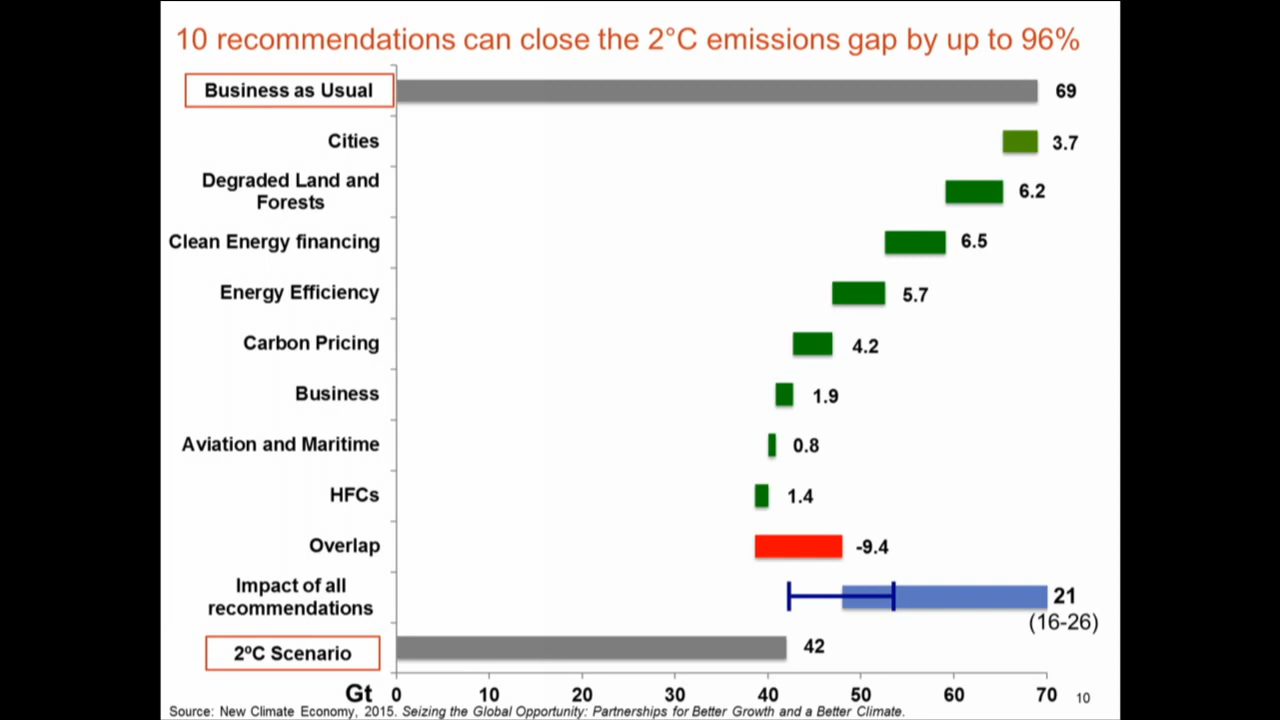 10 recommendations can close the 2°C emissions gap by up to 96%
Business as Usual
69
Cities
3.7
Degraded Land and
Forests
6.2
Clean Energy financing
6.5
Energy Efficiency
5.7
Carbon Pricing
4.2
Business
1.9
Aviation and Maritime
0.8
HFCs
1.4
Overlap
-9.4
Impact of all
recommendations
21
(16-26)
2ºC Scenario
42
Gt 0 10 20 30 40 50 60 70 10
Source: New Climate Economy, 2015. Seizing the Global Opportunity: Partnerships for Better Growth and a Better Climate.